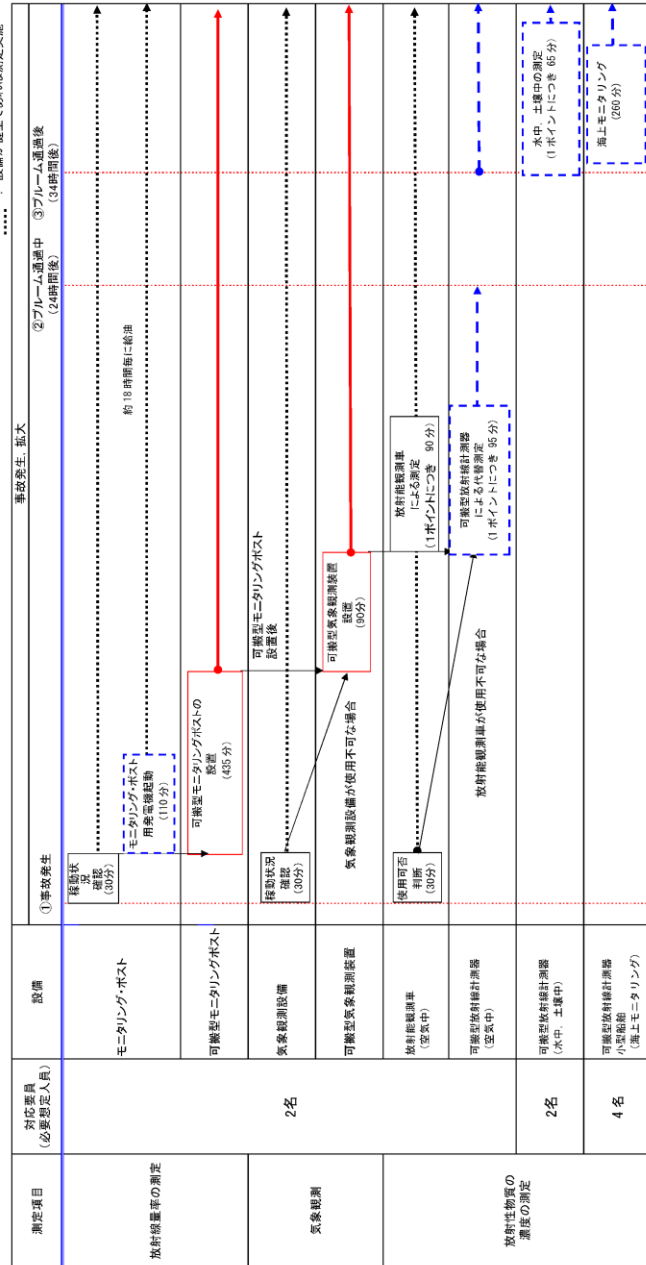 測定項目
対応要員
(必要想定人員)
設備
事故発生、拡大
①事故発生
②プルーム通過中
(24時間後)
③プルーム通過後
(34時間後)
放射線量率の測定
2名
モニタリング・ポスト
稼動状
況
確認
(30分)
モニタリング・ポスト
用発電機起動
(110分)
約18時間毎に給油
可搬型モニタリングポスト
可搬型モニタリングポストの
設置
(435分)
可搬型モニタリングポスト
設置後
気象観測
気象観測設備
稼動状況
確認(30分)
気象観測設備が使用不可な場合
可搬型気象観測装置
可搬型気象観測装置
設置
(90分)
放射性物質の
濃度の測定
放射能観測車
(空気中)
使用可否
判断
(30分)
放射能観測車
による測定
(1ポイントにつき 90分)
放射能観測車が使用不可な場合
可搬型放射線計測器
(空気中)
可搬型放射線計測器
による代替測定
(1ポイントにつき 95分)
2名
可搬型放射線計測器
(水中、土壌中)
水中、土壌中の測定
(1ポイントにつき 65分)
4名
可搬型放射線計測器
小型船舶
(海上モニタリング)
海上モニタリング
(260分)